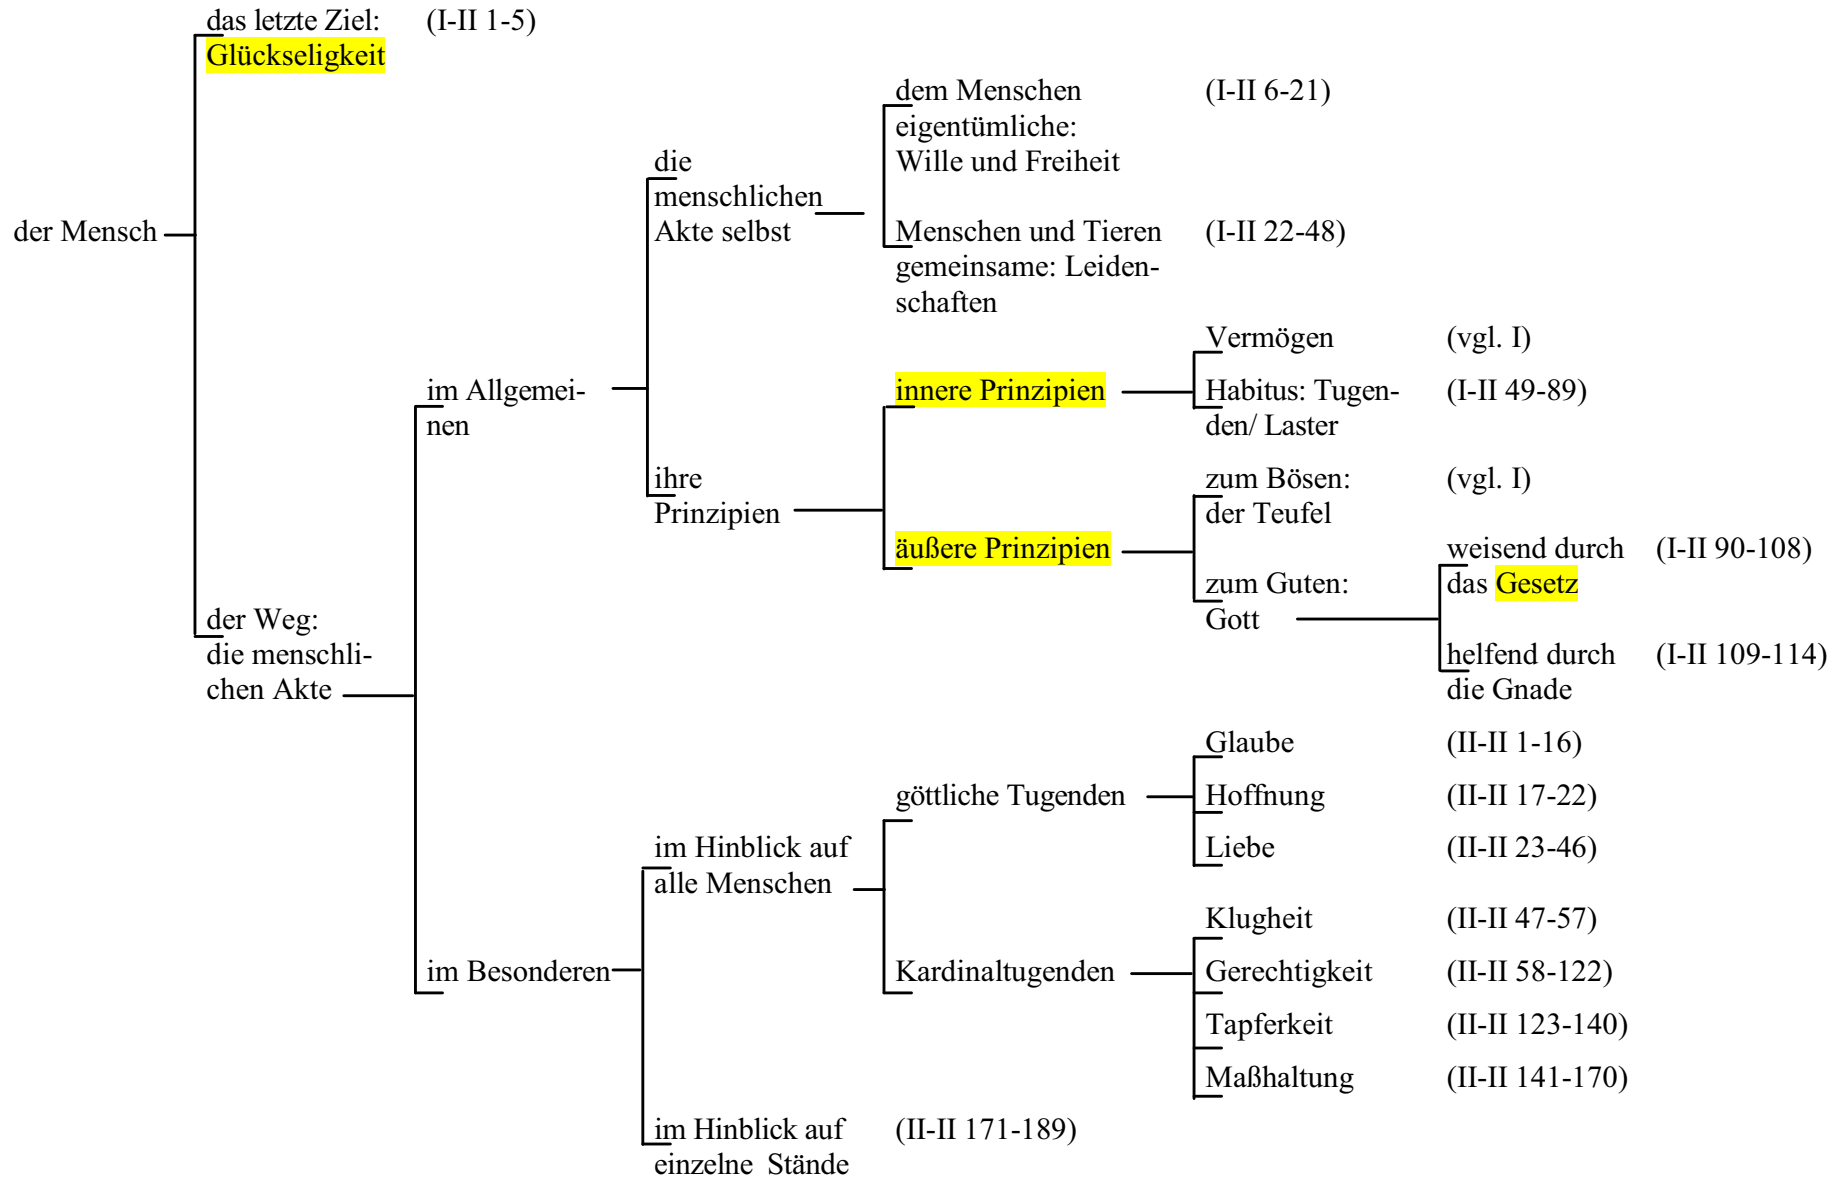 das letzte Ziel: (I-II 1-5)
Glückseligkeit
dem Menschen (I-II 6-21)
eigentümliche:
Wille und Freiheit
die
menschlichen
Akte selbst
der Mensch
Menschen und Tieren (I-II 22-48)
gemeinsame: Leiden-
schaften
Vermögen (vgl. I)
im Allgemei-
nen
innere Prinzipien
Habitus: Tugen- (I-II 49-89)
den/ Laster
ihre
Prinzipien
zum Bösen: (vgl. I)
der Teufel
äußere Prinzipien
weisend durch (I-II 90-108)
das Gesetz
zum Guten:
Gott
der Weg:
die menschli-
chen Akte
helfend durch (I-II 109-114)
die Gnade
Glaube (II-II 1-16)
göttliche Tugenden
Hoffnung (II-II 17-22)
im Hinblick auf
alle Menschen
Liebe (II-II 23-46)
Klugheit (II-II 47-57)
im Besonderen
Kardinaltugenden
Gerechtigkeit (II-II 58-122)
Tapferkeit (II-II 123-140)
Maßhaltung (II-II 141-170)
im Hinblick auf (II-II 171-189)
einzelne Stände